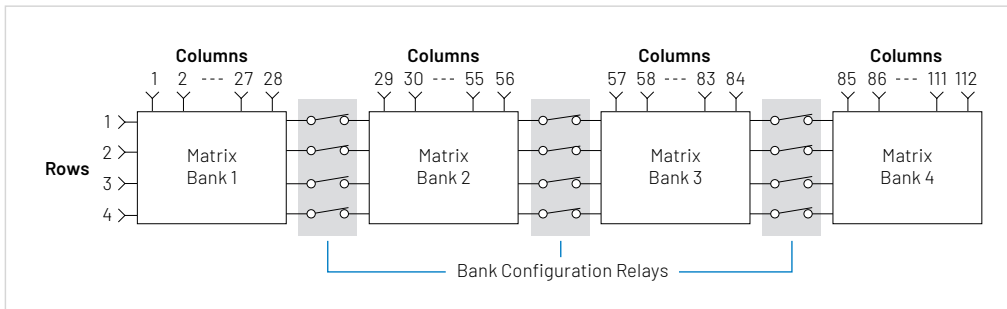 Columns Columns Columns Columns
1 2 --- 27 28 29 30 --- 55 56 57 58 --- 83 84 85 86 --- 111 112
1
2
Rows
3
4
Matrix
Bank 1
Matrix
Bank 2
Matrix
Bank 3
Matrix
Bank 4
Bank Configuration Relays